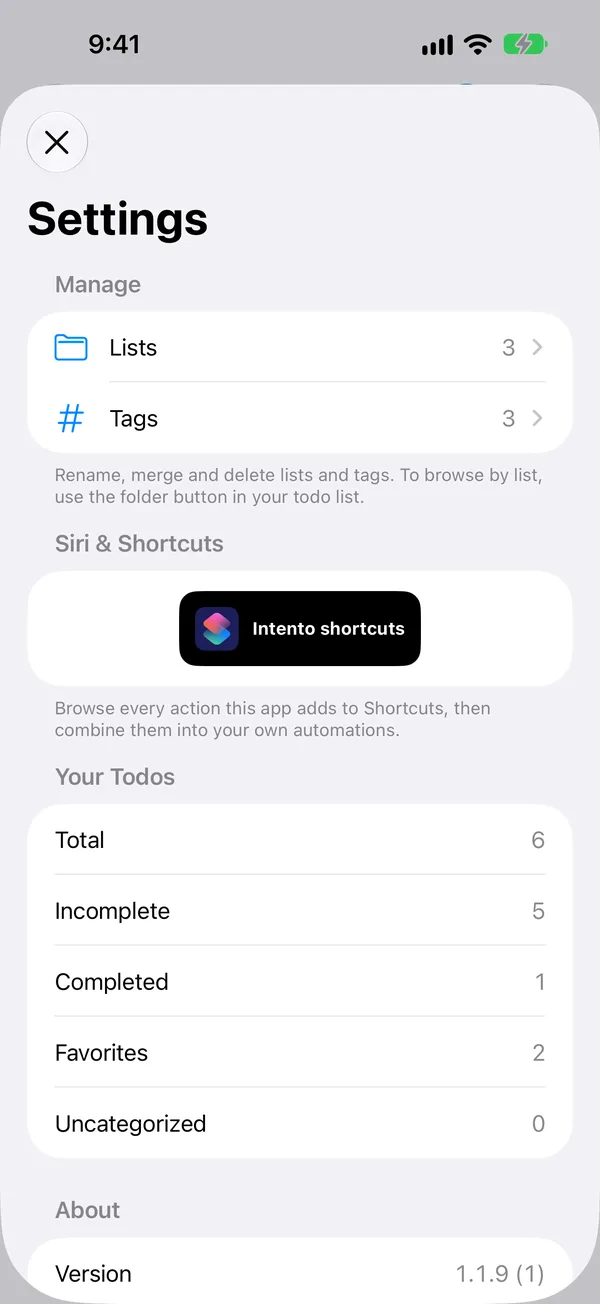 9:41
Settings
Manage
Lists 3
# Tags 3
Rename, merge and delete lists and tags. To browse by list,
use the folder button in your todo list.
Siri & Shortcuts
Intento shortcuts
Browse every action this app adds to Shortcuts, then
combine them into your own automations.
Your Todos
Total 6
Incomplete 5
Completed 1
Favorites 2
Uncategorized 0
About
Version 1.1.9 (1)